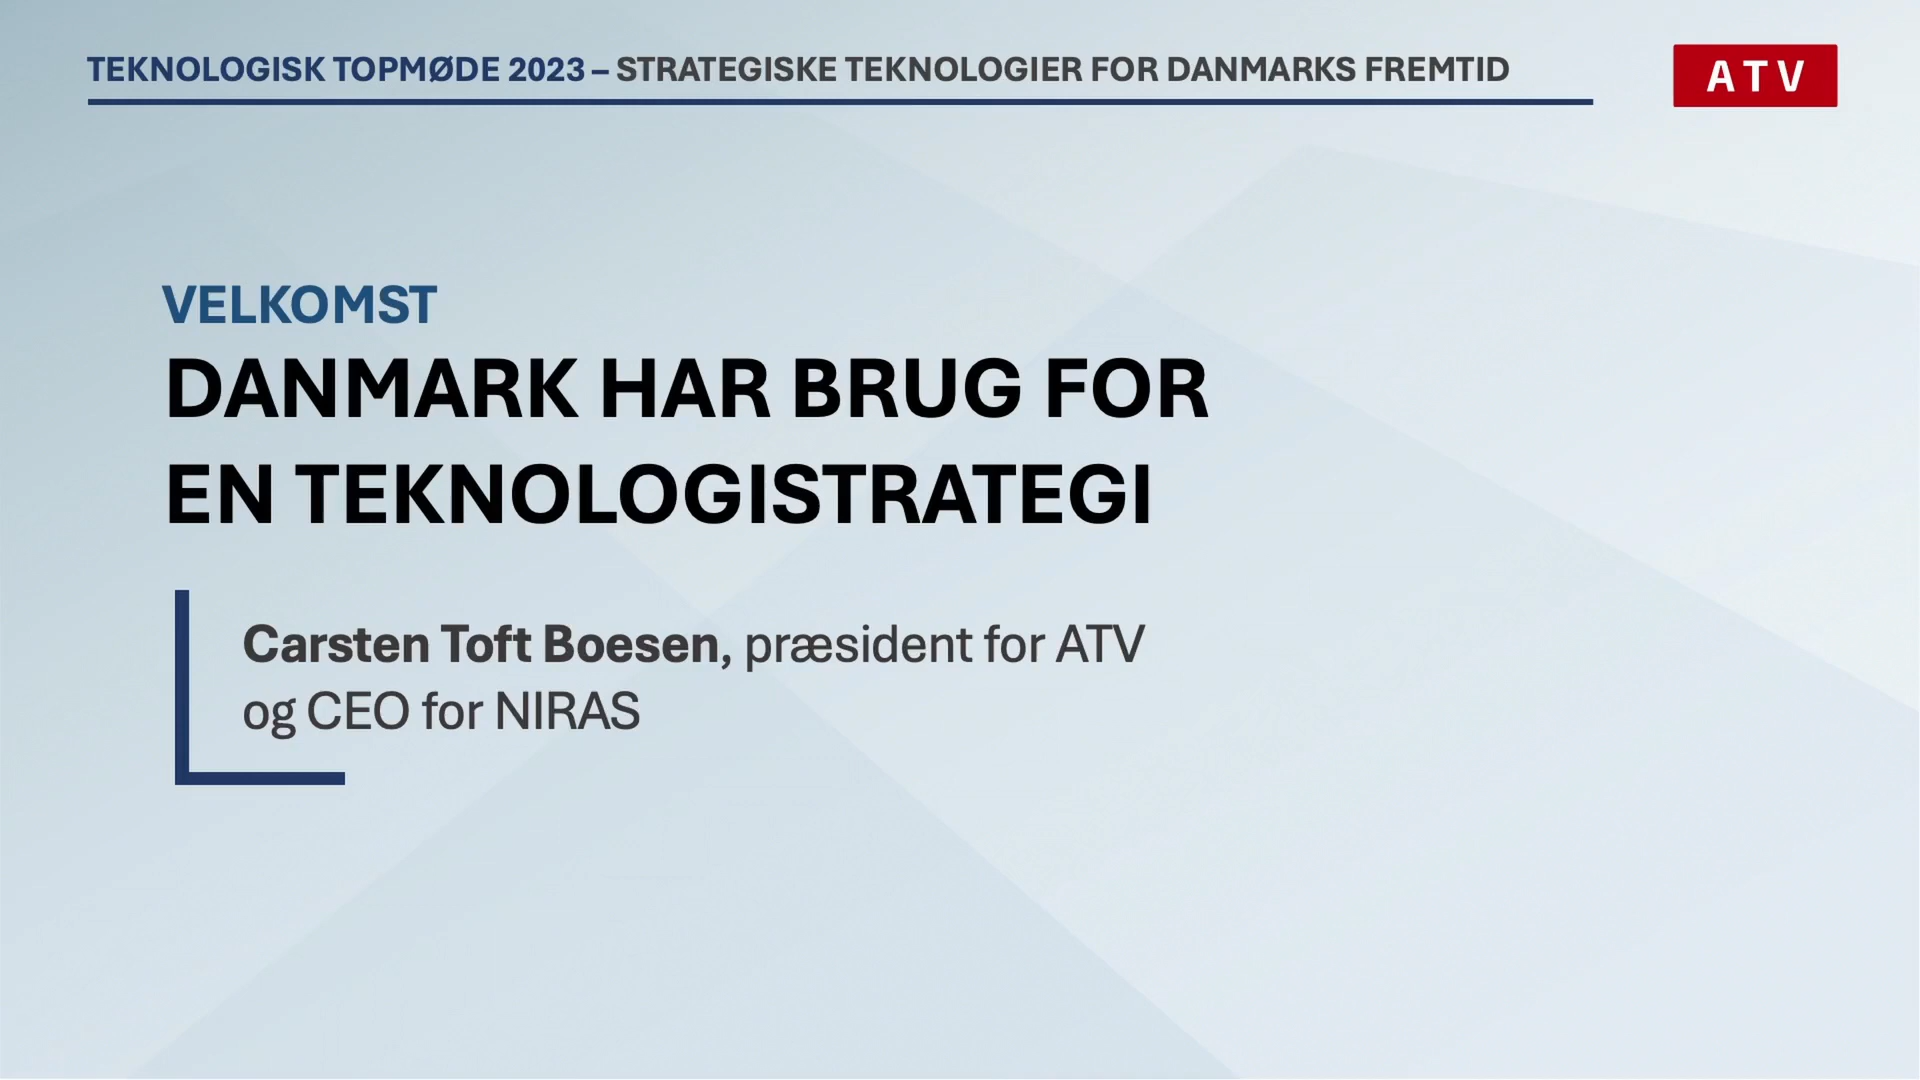 TEKNOLOGISK TOPMØDE 2023 – STRATEGISKE TEKNOLOGIER FOR DANMARKS FREMTID
ATV
VELKOMST
DANMARK HAR BRUG FOR
EN TEKNOLOGISTRATEGI
Carsten Toft Boesen, præsident for ATV
og CEO for NIRAS